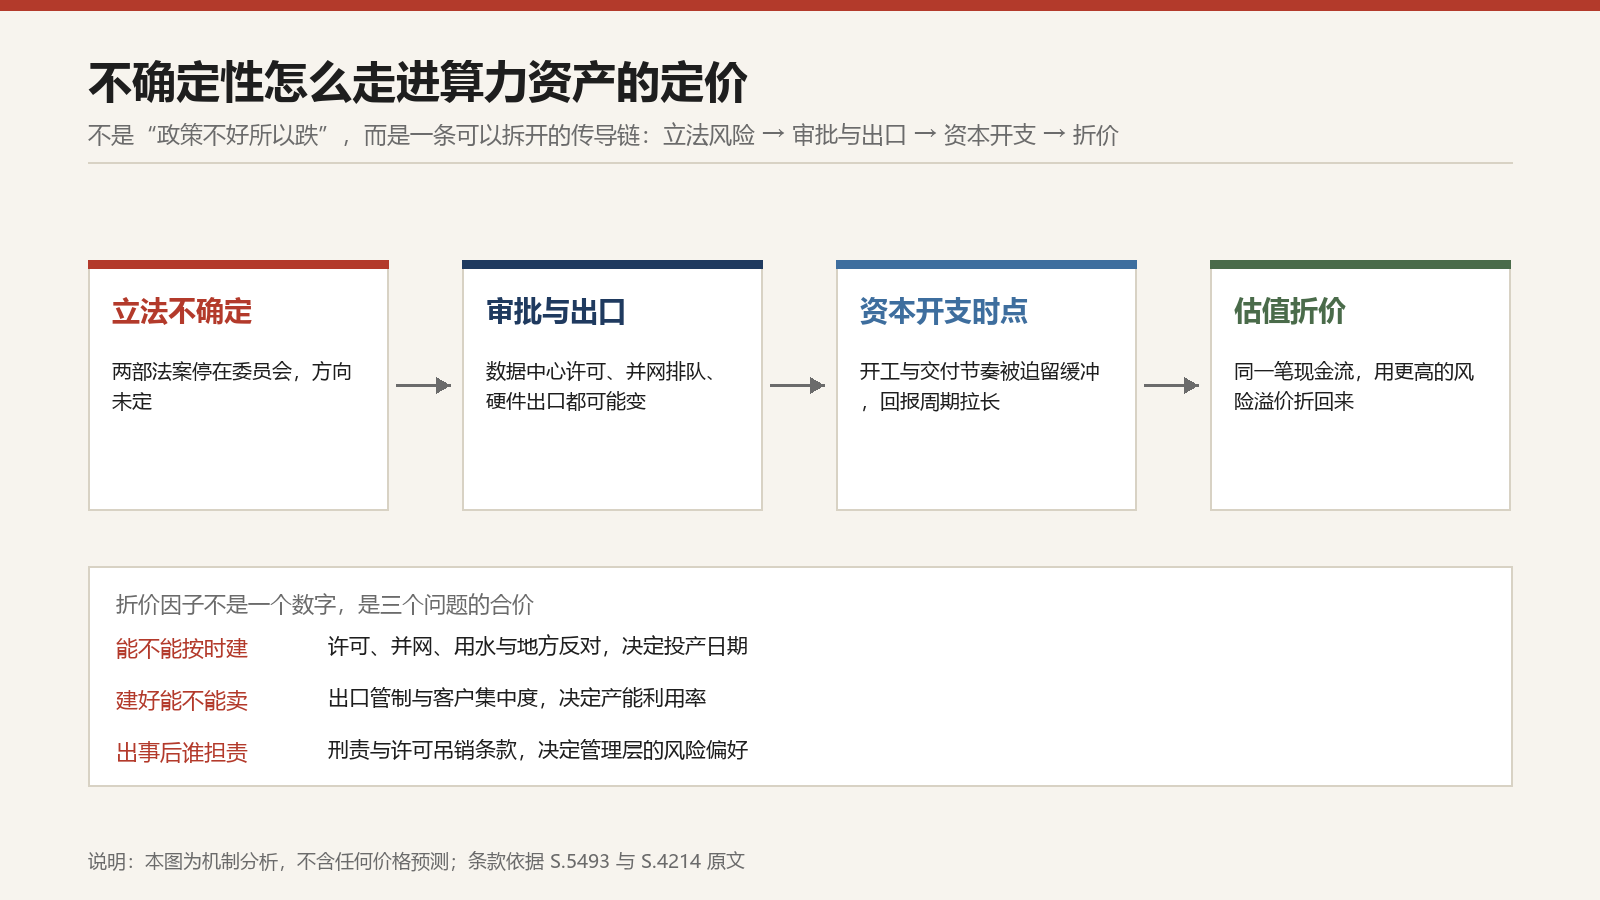 不确定性怎么走进算力资产的定价
不是“政策不好所以跌”，而是一条可以拆开的传导链：立法风险 → 审批与出口 → 资本开支 → 折价
立法不确定
两部法案停在委员会，方向
未定
审批与出口
数据中心许可、并网排队、
硬件出口都可能变
资本开支时点
开工与交付节奏被迫留缓冲
，回报周期拉长
估值折价
同一笔现金流，用更高的风
险溢价折回来
折价因子不是一个数字，是三个问题的合价
能不能按时建
许可、并网、用水与地方反对，决定投产日期
建好能不能卖
出口管制与客户集中度，决定产能利用率
出事后谁担责
刑责与许可吊销条款，决定管理层的风险偏好
说明：本图为机制分析，不含任何价格预测；条款依据 S.5493 与 S.4214 原文